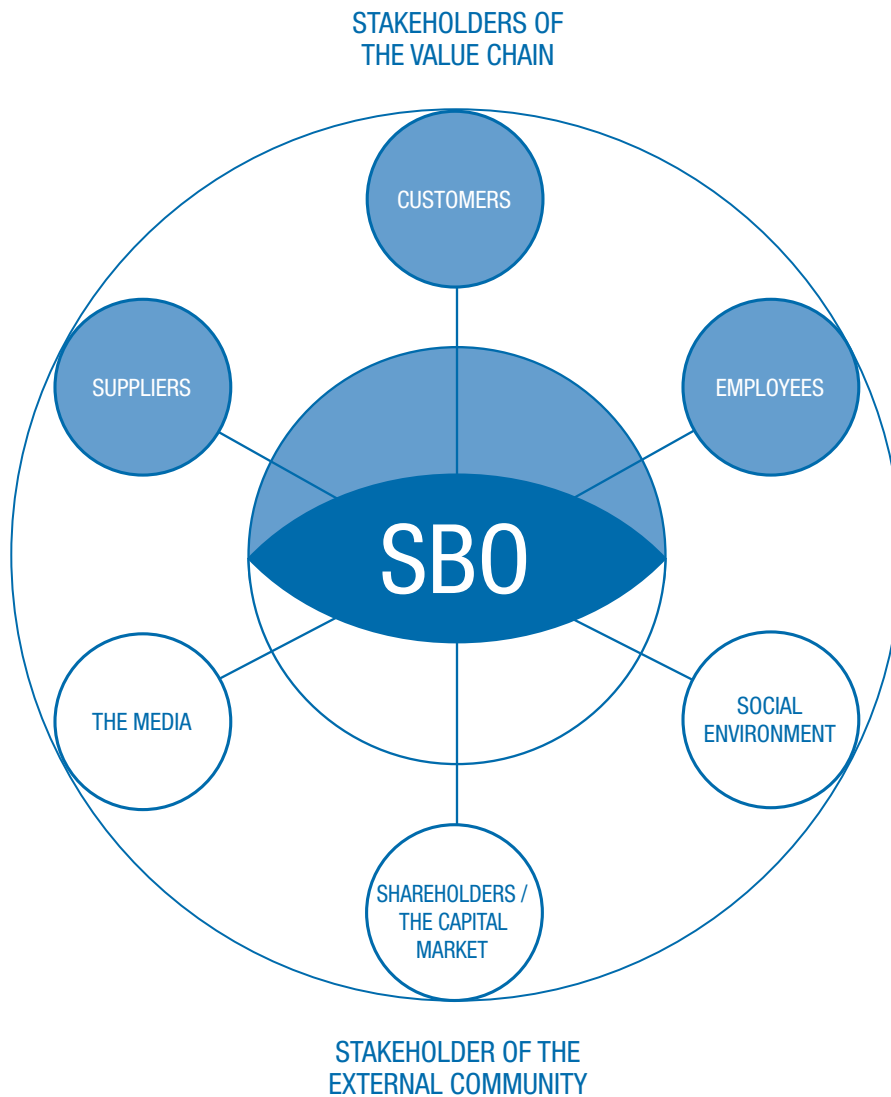 STAKEHOLDERS OF
THE VALUE CHAIN
CUSTOMERS
SUPPLIERS
EMPLOYEES
SBO
THE MEDIA
SOCIAL
ENVIRONMENT
SHAREHOLDERS /
THE CAPITAL
MARKET
STAKEHOLDER OF THE
EXTERNAL COMMUNITY